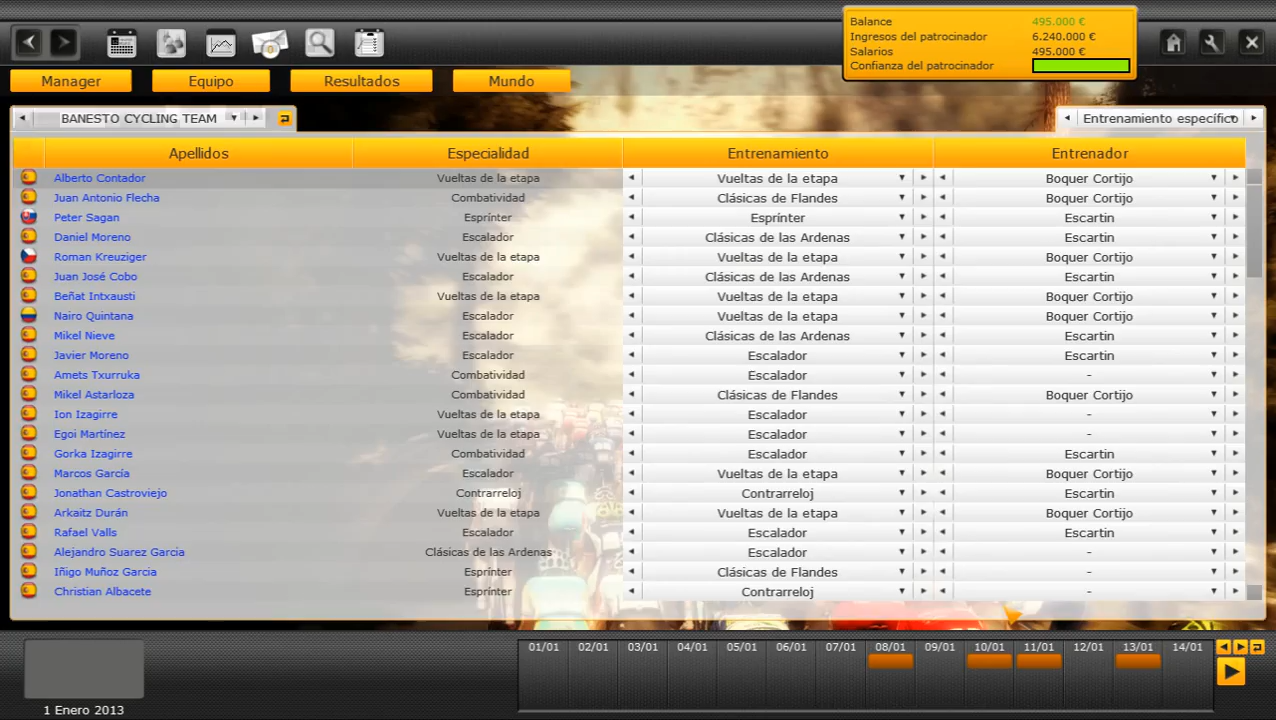 Balance 495.000 €
Ingresos del patrocinador 6.240.000 €
Salarios 495.000 €
Confianza del patrocinador
Manager Equipo Resultados Mundo
BANESTO CYCLING TEAM Entrenamiento específico
Apellidos Especialidad Entrenamiento Entrenador
Alberto Contador Vueltas de la etapa Vueltas de la etapa Boquer Cortijo
Juan Antonio Flecha Combatividad Clásicas de Flandes Boquer Cortijo
Peter Sagan Esprínter Esprínter Escartin
Daniel Moreno Escalador Clásicas de las Ardenas Escartin
Roman Kreuziger Vueltas de la etapa Vueltas de la etapa Boquer Cortijo
Juan José Cobo Escalador Clásicas de las Ardenas Escartin
Beñat Intxausti Vueltas de la etapa Vueltas de la etapa Boquer Cortijo
Nairo Quintana Escalador Vueltas de la etapa Boquer Cortijo
Mikel Nieve Escalador Clásicas de las Ardenas Escartin
Javier Moreno Escalador Escalador Escartin
Amets Txurruka Combatividad Escalador -
Mikel Astarloza Combatividad Clásicas de Flandes Boquer Cortijo
Ion Izagirre Vueltas de la etapa Escalador -
Egoi Martínez Vueltas de la etapa Escalador -
Gorka Izagirre Combatividad Escalador Escartin
Marcos García Escalador Vueltas de la etapa Boquer Cortijo
Jonathan Castroviejo Contrarreloj Contrarreloj Escartin
Arkaitz Durán Vueltas de la etapa Vueltas de la etapa Boquer Cortijo
Rafael Valls Escalador Escalador Escartin
Alejandro Suarez Garcia Clásicas de las Ardenas Escalador -
Iñigo Muñoz Garcia Esprínter Clásicas de Flandes -
Christian Albacete Esprínter Contrarreloj -
01/01 02/01 03/01 04/01 05/01 06/01 07/01 08/01 09/01 10/01 11/01 12/01 13/01 14/01
1 Enero 2013